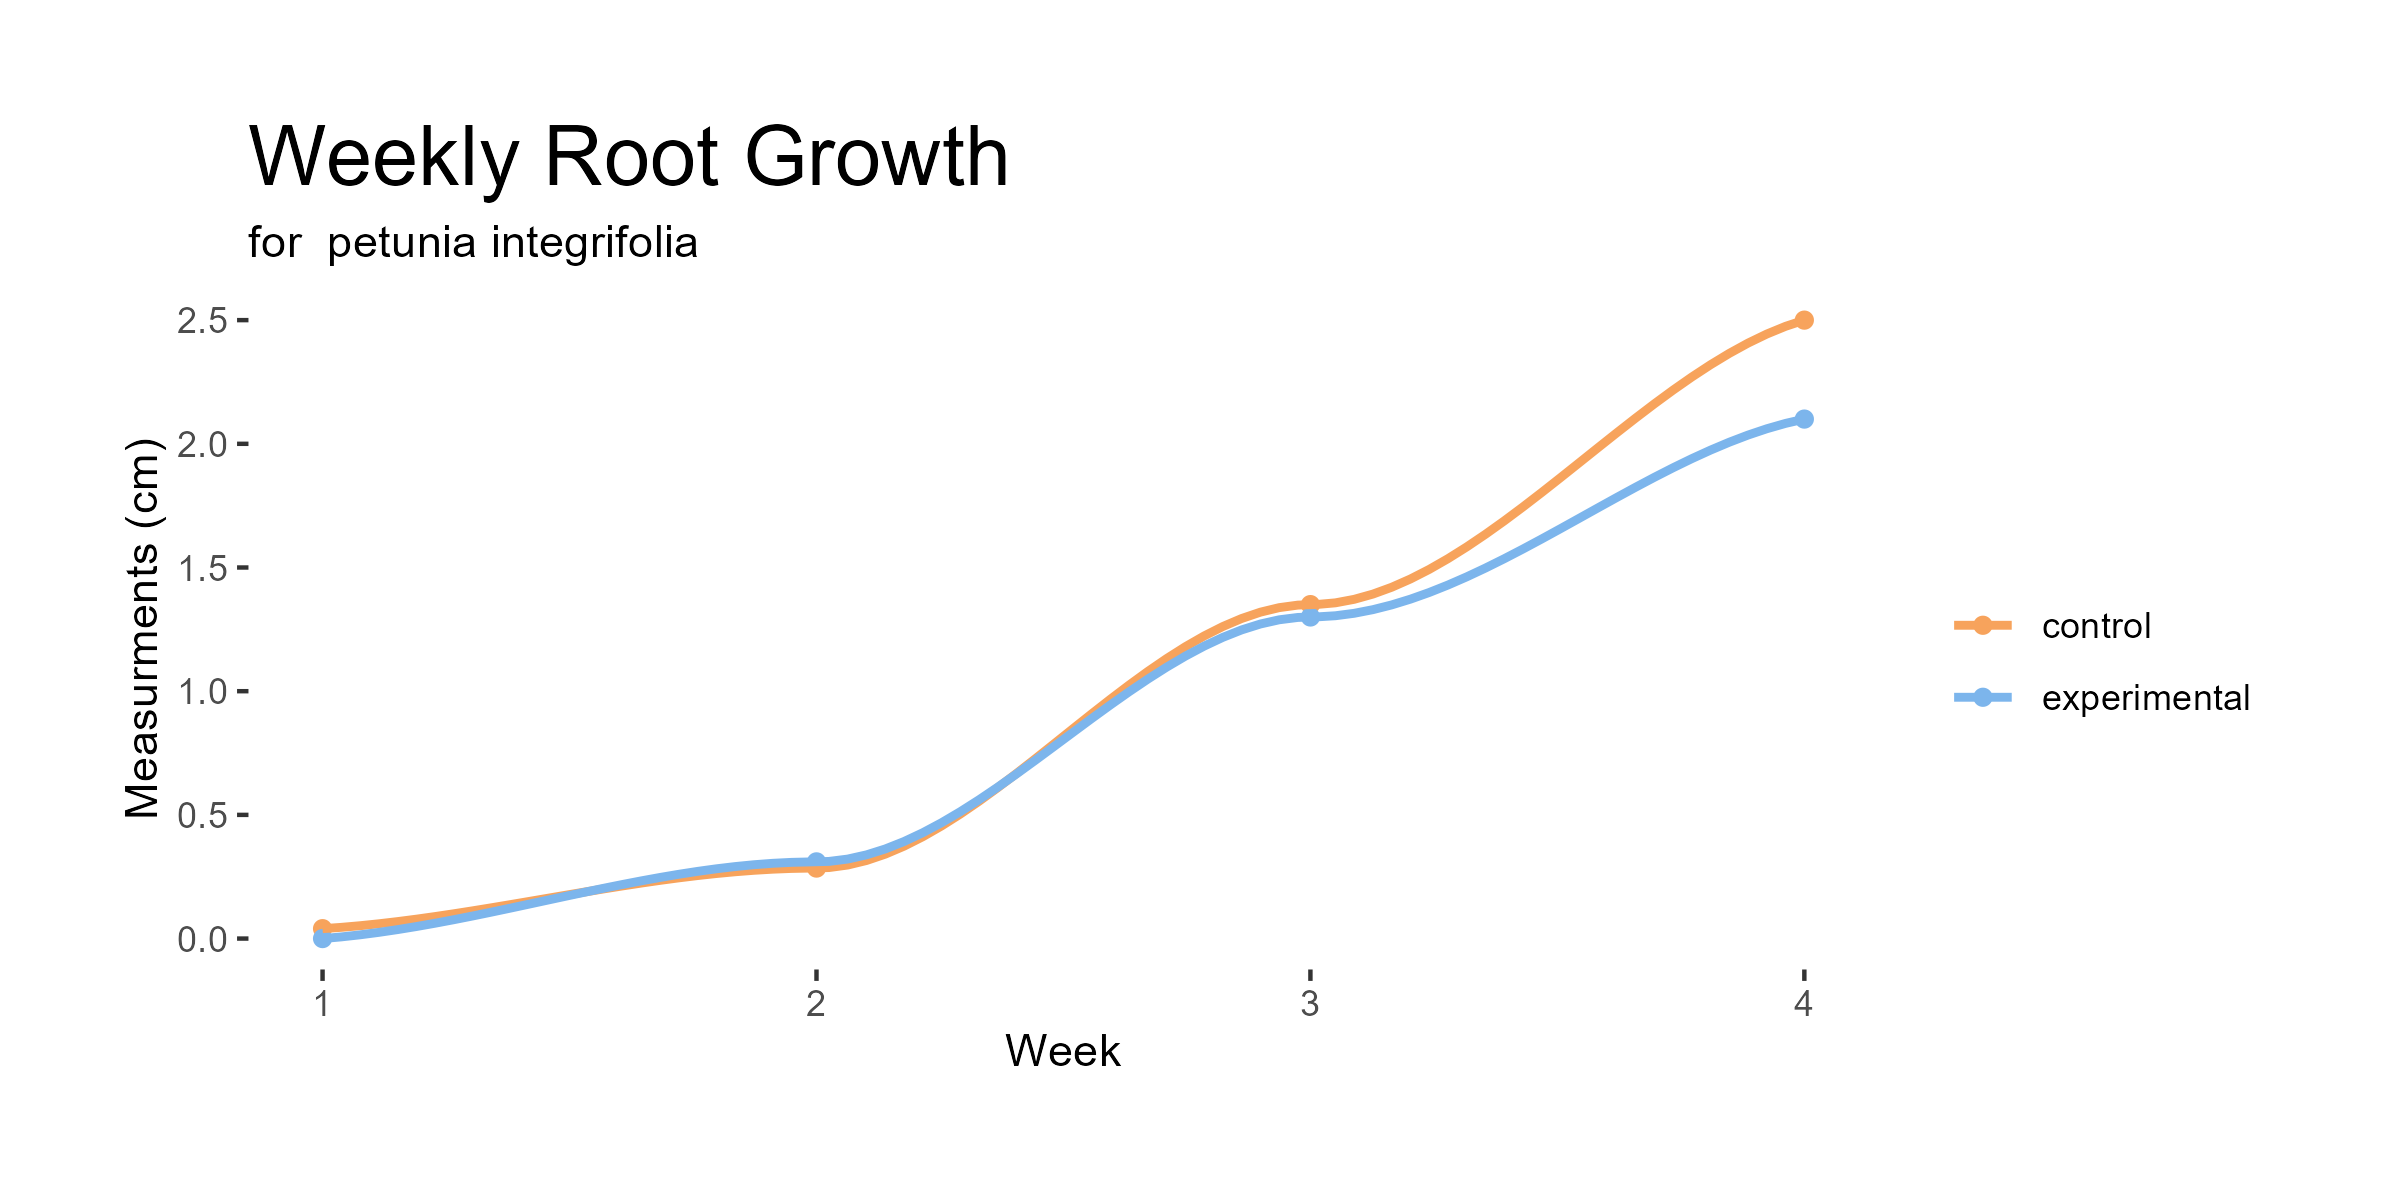 Weekly Root Growth
for  petunia integrifolia
2.5
2.0
1.5
1.0
0.5
0.0
Measurments (cm)
1 2 3 4
Week
control
experimental